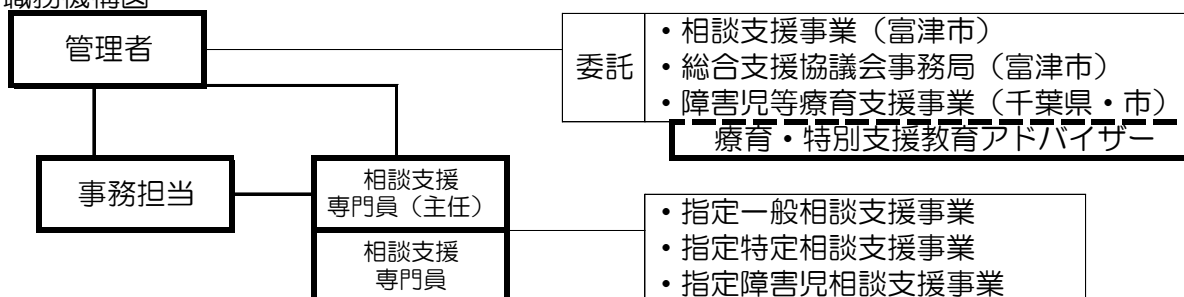 職務機構図
管理者
委託
・相談支援事業（富津市）
・総合支援協議会事務局（富津市）
・障害児等療育支援事業（千葉県・市）
療育・特別支援教育アドバイザー
事務担当
相談支援
専門員（主任）
相談支援
専門員
・指定一般相談支援事業
・指定特定相談支援事業
・指定障害児相談支援事業